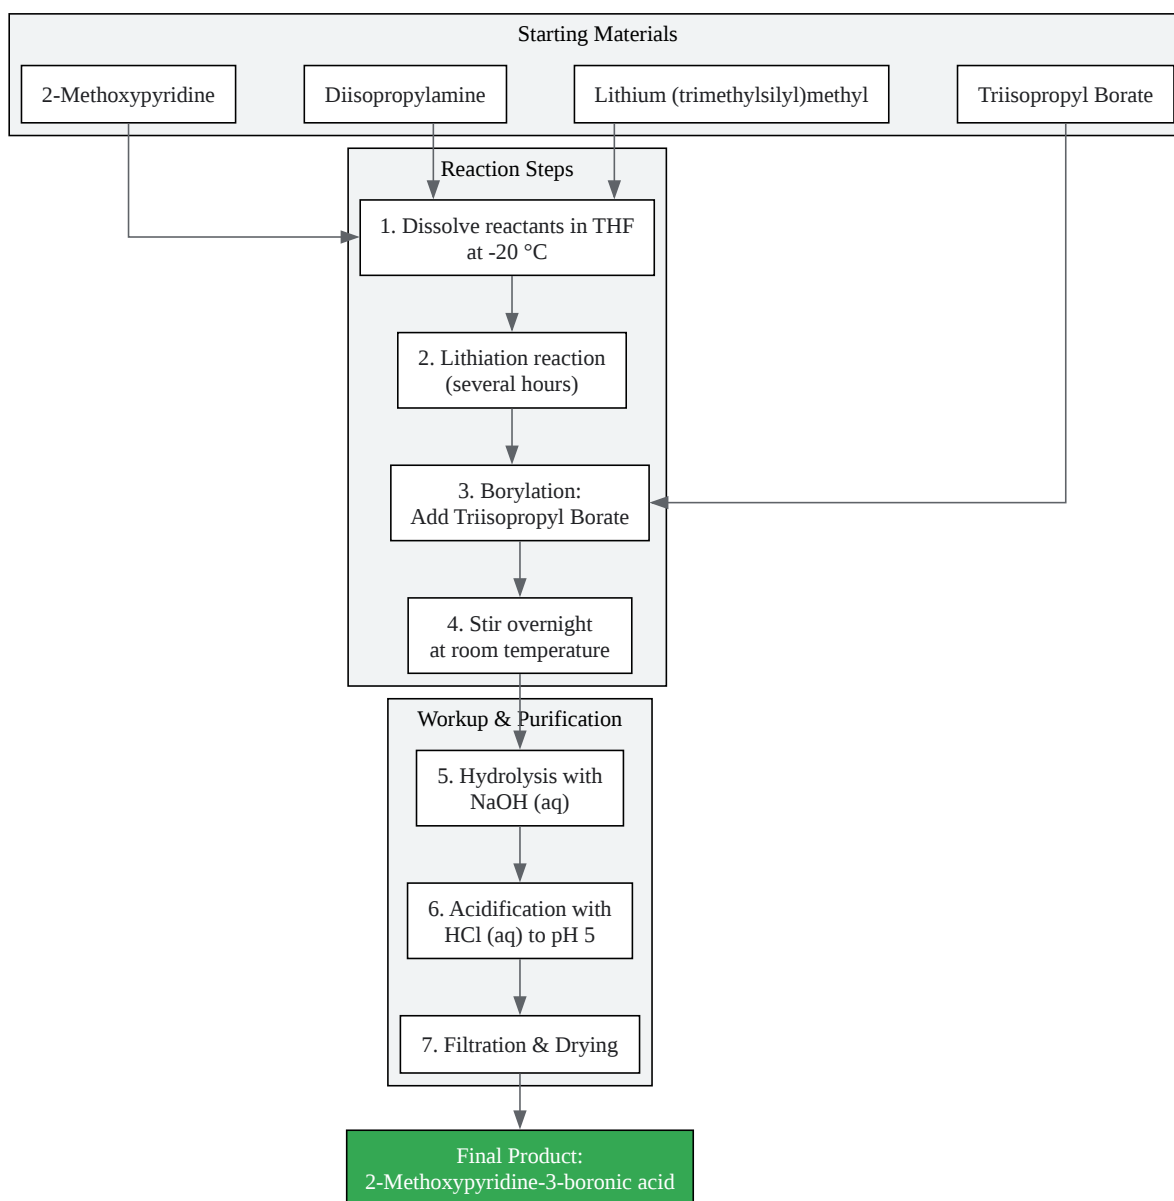 Starting Materials
2-Methoxypyridine
Diisopropylamine
Lithium (trimethylsilyl)methyl
Triisopropyl Borate
Reaction Steps
1. Dissolve reactants in THF
at -20 °C
2. Lithiation reaction
(several hours)
3. Borylation:
Add Triisopropyl Borate
4. Stir overnight
at room temperature
Workup & Purification
5. Hydrolysis with
NaOH (aq)
6. Acidification with
HCl (aq) to pH 5
7. Filtration & Drying
Final Product:
2-Methoxypyridine-3-boronic acid